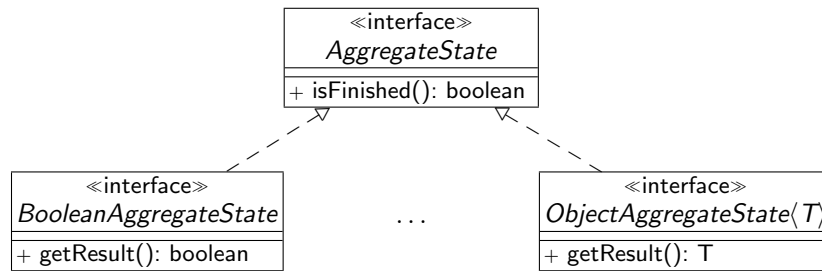 ≪interface≫
AggregateState
+ isFinished(): boolean
≪interface≫
BooleanAggregateState
+ getResult(): boolean
...
≪interface≫
ObjectAggregateState⟨T⟩
+ getResult(): T